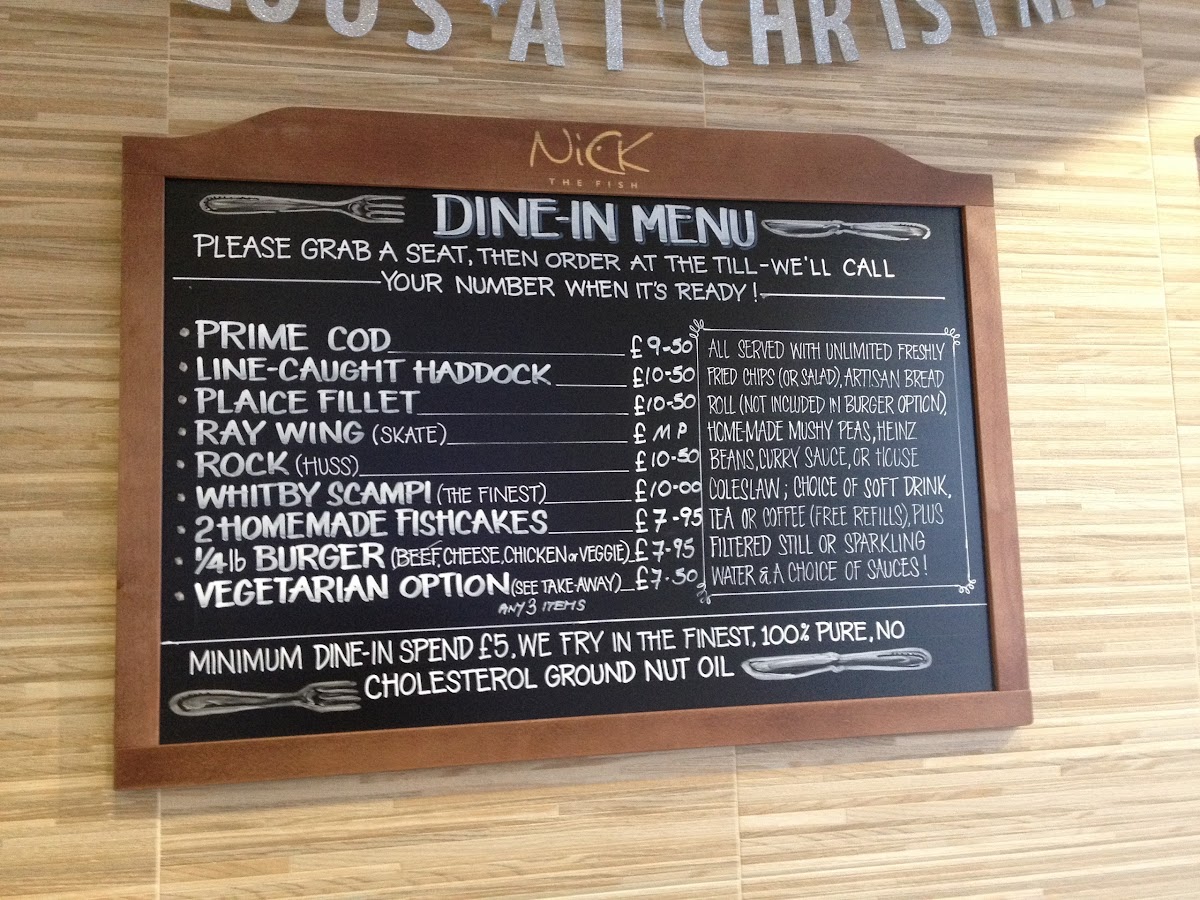 AT CHRISTM
NiCK
THE FISH
DINE-IN MENU
PLEASE GRAB A SEAT, THEN ORDER AT THE TILL-WE'LL CALL
YOUR NUMBER WHEN IT'S READY!
• PRIME COD £9-50
• LINE-CAUGHT HADDOCK £10-50
• PLAICE FILLET £10-50
• RAY WING (SKATE) £MP
• ROCK (HUSS) £10-50
• WHITBY SCAMPI (THE FINEST) £10-00
• 2 HOMEMADE FISHCAKES £7-95
• 1/4 lb BURGER (BEEF, CHEESE, CHICKEN or VEGGIE) £7-95
• VEGETARIAN OPTION (SEE TAKE-AWAY) £7-50
ANY 3 ITEMS
ALL SERVED WITH UNLIMITED FRESHLY
FRIED CHIPS (OR SALAD), ARTISAN BREAD
ROLL (NOT INCLUDED IN BURGER OPTION),
HOME-MADE MUSHY PEAS, HEINZ
BEANS, CURRY SAUCE, OR HOUSE
COLESLAW; CHOICE OF SOFT DRINK,
TEA OR COFFEE (FREE REFILLS), PLUS
FILTERED STILL OR SPARKLING
WATER & A CHOICE OF SAUCES!
MINIMUM DINE-IN SPEND £5. WE FRY IN THE FINEST, 100% PURE, NO
CHOLESTEROL GROUND NUT OIL